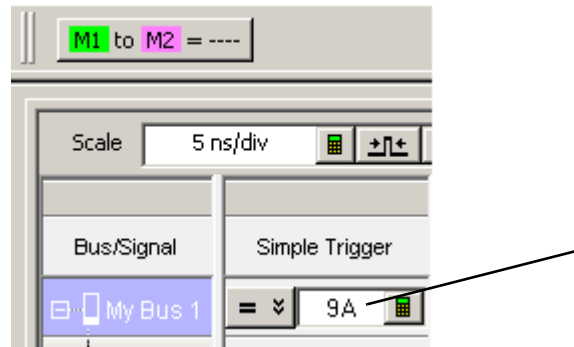 M1 to M2 = ----
Scale 5 ns/div
Bus/Signal Simple Trigger
My Bus 1 = 9A